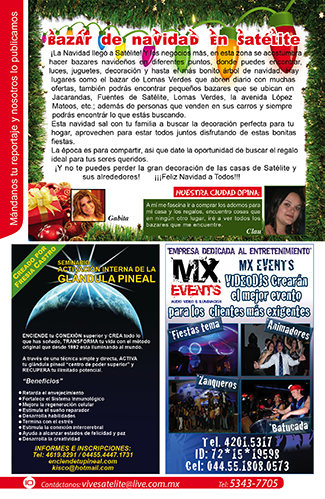 Mándanos tu reportaje y nosotros lo publicamos
BAZAR de NAVIDAD EN SATÉLITE
¡La Navidad llegó a Satélite! Y los negocios más, en esta zona se acostumbra
hacer bazares navideños en diferentes puntos, donde puedes encontrar,
luces, juguetes, decoración y hasta el más bonito árbol de navidad. En
lugares como el bazar de Lomas Verdes que abren diario con muchas
ofertas, también podrás encontrar pequeños bazares que se ubican en
Jacarandas, Fuentes de Satélite, Lomas Verdes, la avenida López
Mateos, etc.; además de personas que venden en sus carros y siempre
podrás encontrar lo que estás buscando.
Esta navidad sal con tu familia a buscar la decoración perfecta para tu
hogar, aprovechen para estar todos juntos disfrutando de estas bonitas
fiestas.
La época es para compartir, así que date la oportunidad de buscar el regalo
ideal para tus seres queridos.
¡Y no te puedes perder la gran decoración de las casas de Satélite y
sus alrededores! ¡¡¡Feliz Navidad a Todos!!!
Gabita
NUESTRA CIUDAD OPINA:
A mi me fascina ir a comprar los adornos para
mi casa y los regalos, encuentro cosas que
en ningún otro lugar, iré a ver todos los
bazares que me encuentre.
Clau
CREADO POR
FREMIA CASTRO
SEMINARIO
ACTIVACION INTERNA DE LA
GLANDULA PINEAL
ENCIENDE tu CONEXIÓN superior y CREA todo lo
que has soñado, TRANSFORMA tu vida con el método
original que desde 1992 está iluminando al mundo.
A través de una técnica simple y directa, ACTIVA
tu glándula pineal "centro de poder superior" y
RECUPERA tu ilimitado potencial.
"Beneficios"
Retarda el envejecimiento
Fortalece el Sistema Inmunológico
Mejora la regeneración celular
Estimula el sueño reparador
Desarrolla habilidades
Termina con el estrés
Estimula la conexión intercerebral
Ayuda a alcanzar estados de felicidad y paz
Desarrolla la creatividad
INFORMES E INSCRIPCIONES:
Tel: 4619.8291 / 04455.4447.1731
enciendetupineal.com
kisco@hotmail.com
"EMPRESA DEDICADA AL ENTRETENIMIENTO"
MX
EVENTS
AUDIO VIDEO E ILUMINACION
MX EVENTS
VIDEODJs Crearán
el mejor evento
para los clientes más exigentes
Fiestas tema
Animadores
Zanqueros
Batucada
Tel. 4201.5317
ID: 72*15*19598
Cel: 044.55.1808.0573
Contáctanos: vivesatelite@live.com.mx
Tel: 5343-7705